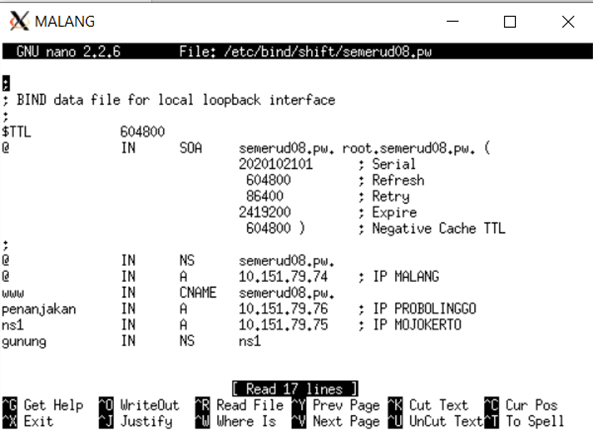 MALANG
GNU nano 2.2.6 File: /etc/bind/shift/semerud08.pw
;
; BIND data file for local loopback interface
;
$TTL 604800
@ IN SOA semerud08.pw. root.semerud08.pw. (
2020102101 ; Serial
604800 ; Refresh
86400 ; Retry
2419200 ; Expire
604800 ) ; Negative Cache TTL
;
@ IN NS semerud08.pw.
@ IN A 10.151.79.74 ; IP MALANG
www IN CNAME semerud08.pw.
penanjakan IN A 10.151.79.76 ; IP PROBOLINGGO
ns1 IN A 10.151.79.75 ; IP MOJOKERTO
gunung IN NS ns1
[ Read 17 lines ]
^G Get Help ^O WriteOut ^R Read File ^Y Prev Page ^K Cut Text ^C Cur Pos
^X Exit ^J Justify ^W Where Is ^V Next Page ^U UnCut Text ^T To Spell